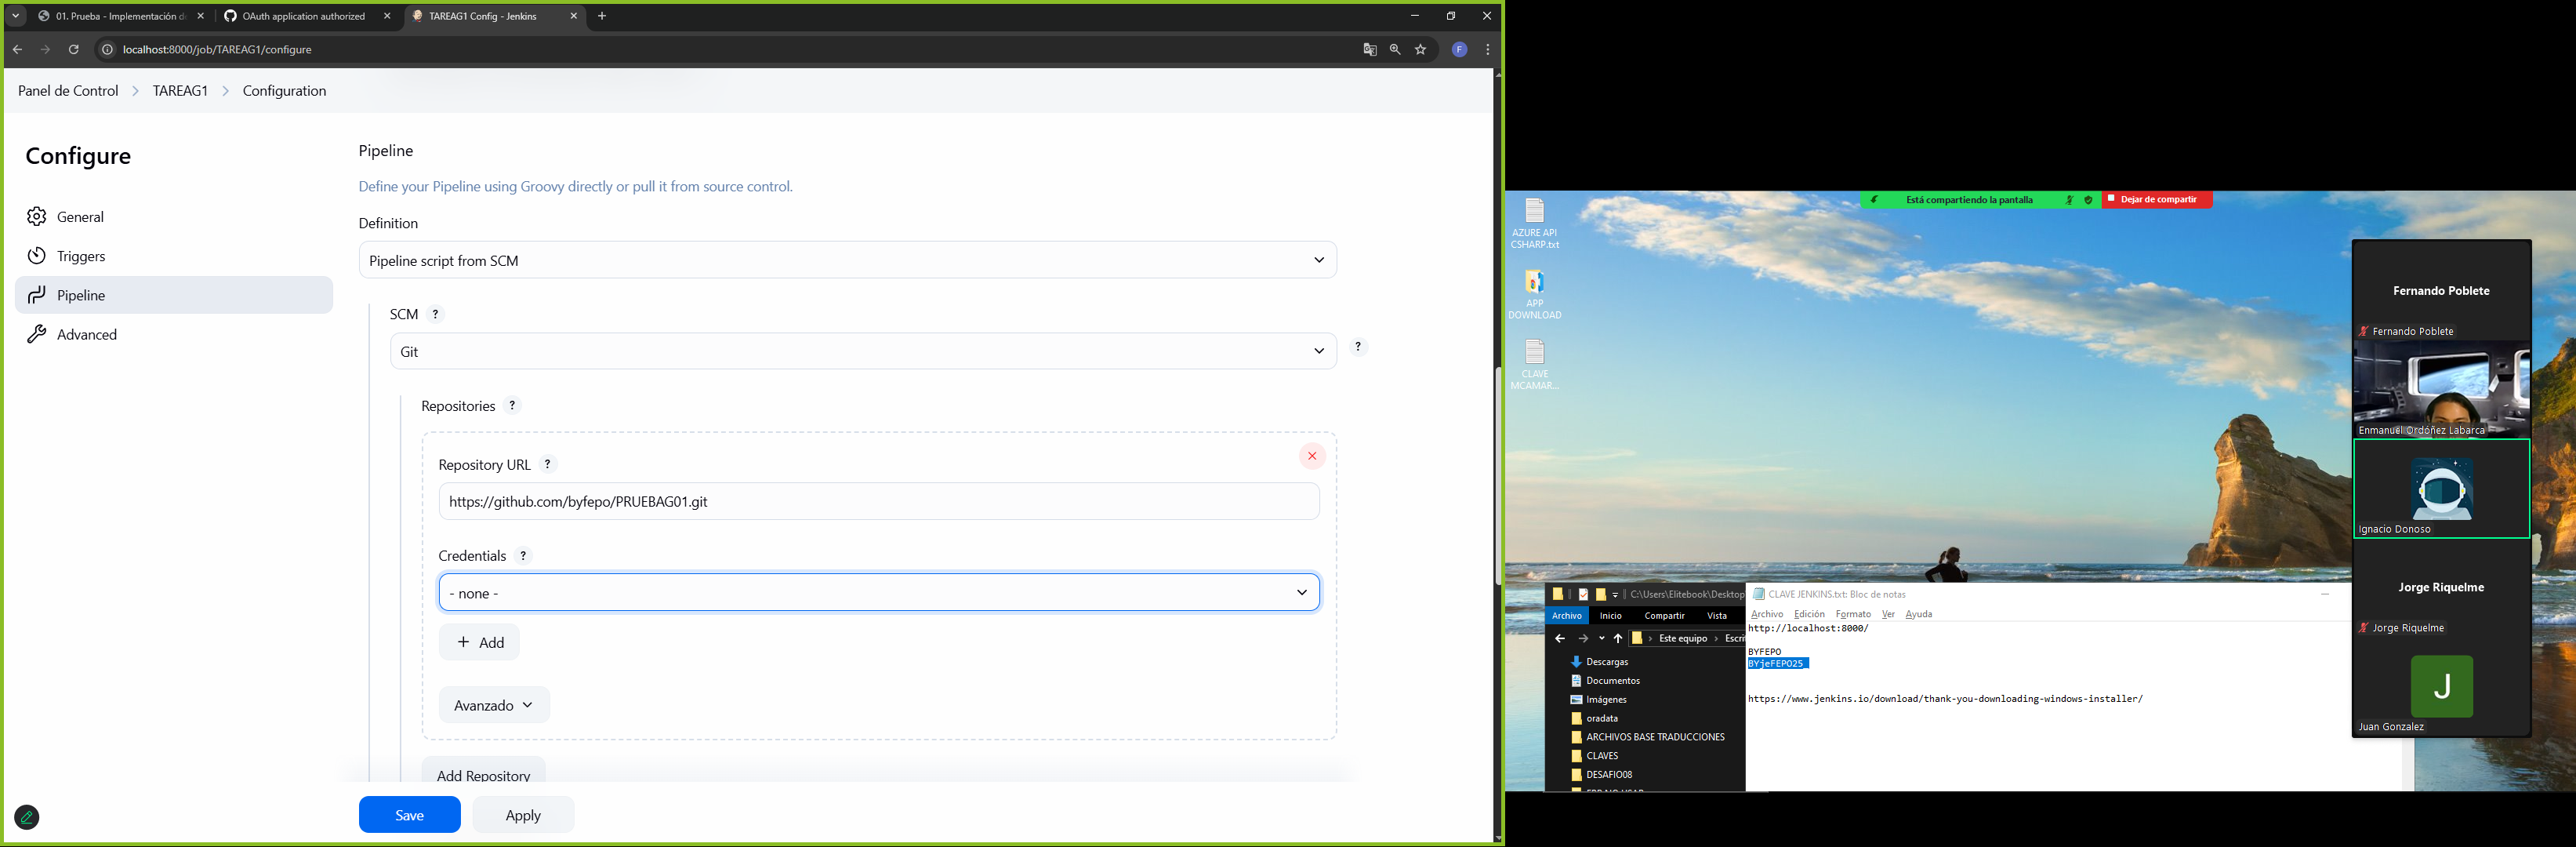 01. Prueba - Implementación de
OAuth application authorized
TAREAG1 Config - Jenkins
localhost:8000/job/TAREAG1/configure
F
Panel de Control > TAREAG1 > Configuration
Configure
General
Triggers
Pipeline
Advanced
Pipeline
Define your Pipeline using Groovy directly or pull it from source control.
Definition
Pipeline script from SCM
SCM ?
Git
?
Repositories ?
Repository URL ?
https://github.com/byfepo/PRUEBAG01.git
Credentials ?
- none -
+ Add
Avanzado
Add Repository
Save
Apply
Está compartiendo la pantalla
Dejar de compartir
AZURE API
CSHARP.txt
APP
DOWNLOAD
CLAVE
MCAMAR...
Fernando Poblete
Fernando Poblete
Enmanuel Ordóñez Labarca
Ignacio Donoso
Jorge Riquelme
Jorge Riquelme
J
Juan Gonzalez
C:\Users\Elitebook\Desktop
Archivo Inicio Compartir Vista
Este equipo > Escrit
Descargas
Documentos
Imágenes
oradata
ARCHIVOS BASE TRADUCCIONES
CLAVES
DESAFIO08
CLAVE JENKINS.txt: Bloc de notas
Archivo Edición Formato Ver Ayuda
http://localhost:8000/
BYFEPO
BYjeFEPO25_
https://www.jenkins.io/download/thank-you-downloading-windows-installer/